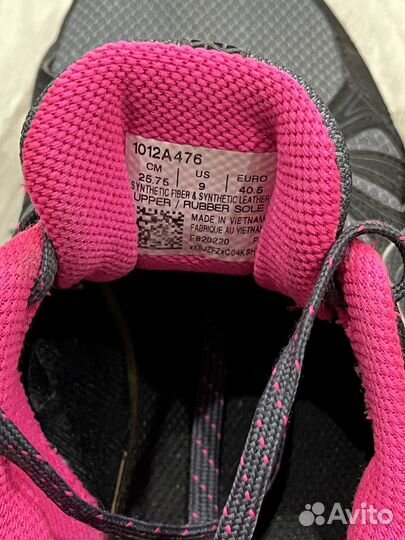 1012A476
CM US EURO
25.75 9 40.5
SYNTHETIC FIBER & SYNTHETIC LEATHER
UPPER / RUBBER SOLE
MADE IN VIETNAM
FABRIQUE AU VIETNAM
F820220
Avito